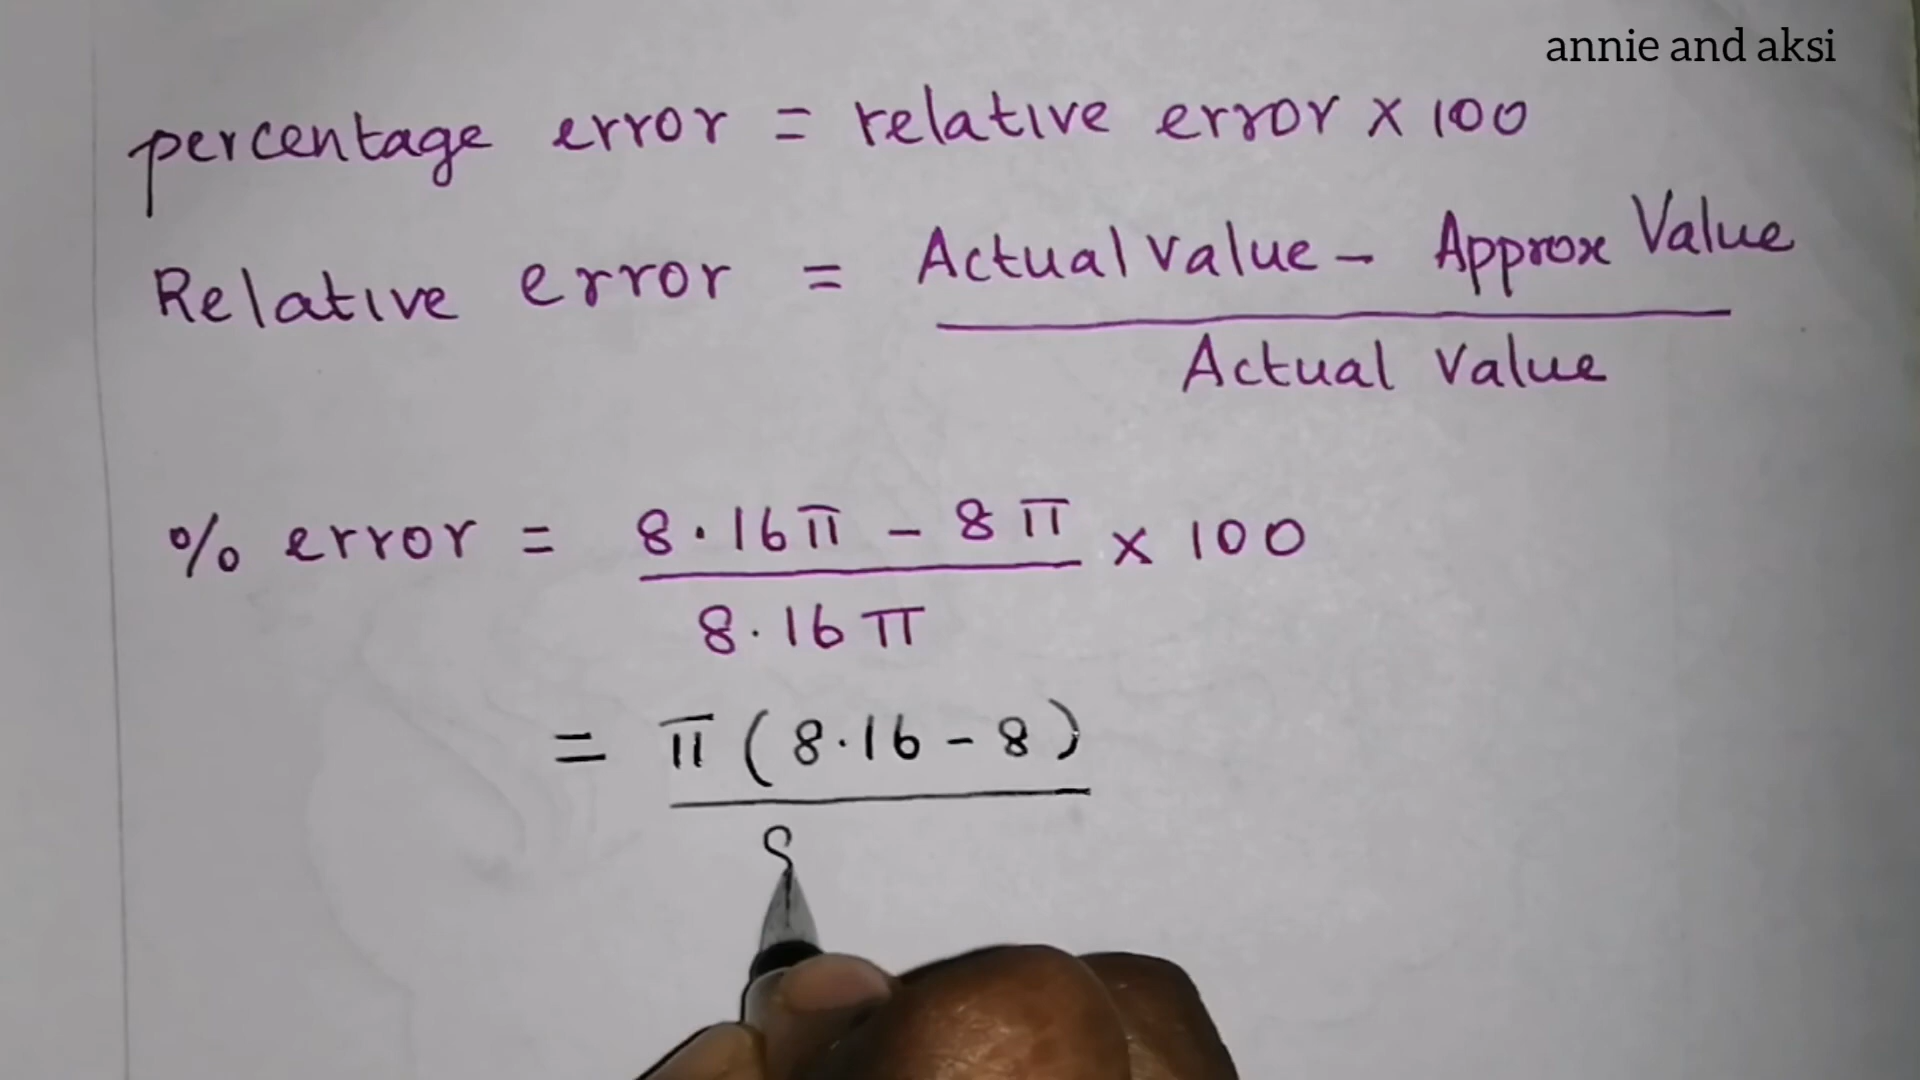 annie and aksi
percentage error = relative error × 100
Relative error = Actual value - Approx Value
Actual Value
% error = 8.16π - 8π × 100
8.16π
= π (8.16 - 8)